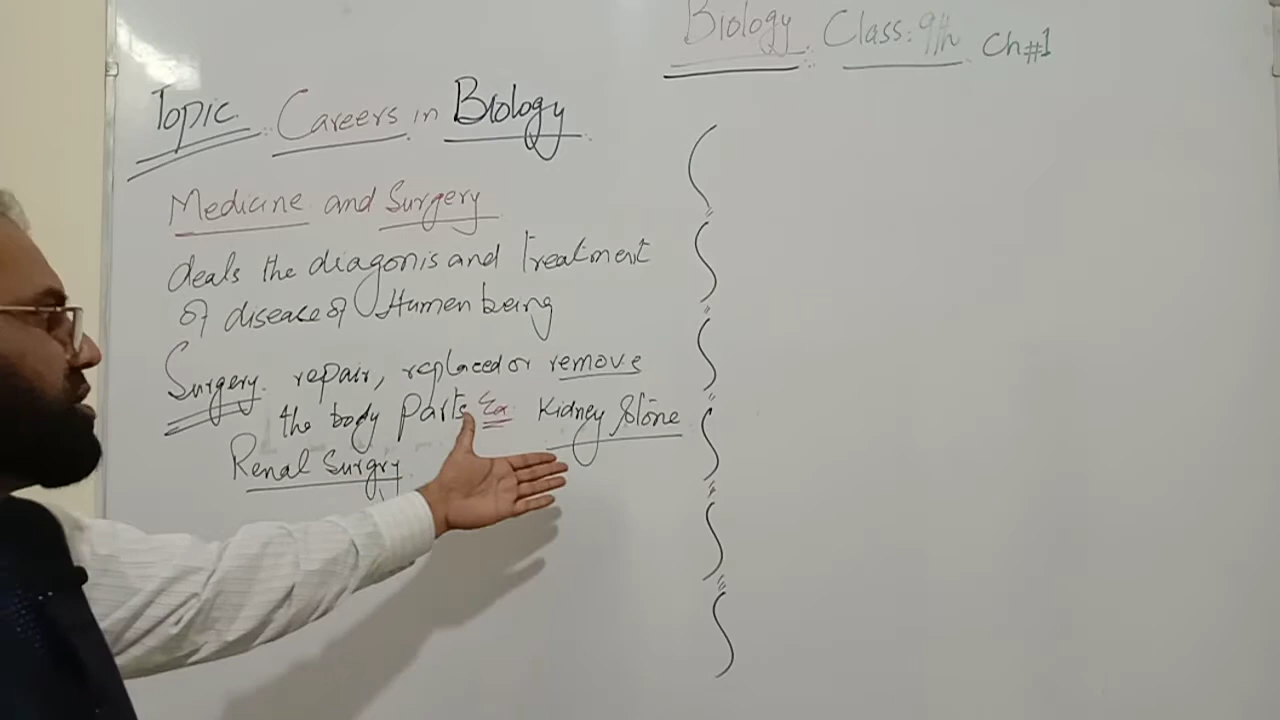 Biology Class: 9th Ch#1
Topic Careers in Biology
Medicine and Surgery
deals the diagonis and treatment
of disease of Humen being
Surgery. repair, replaced or remove
the body parts Ex Kidney Stone
Renal Surgry